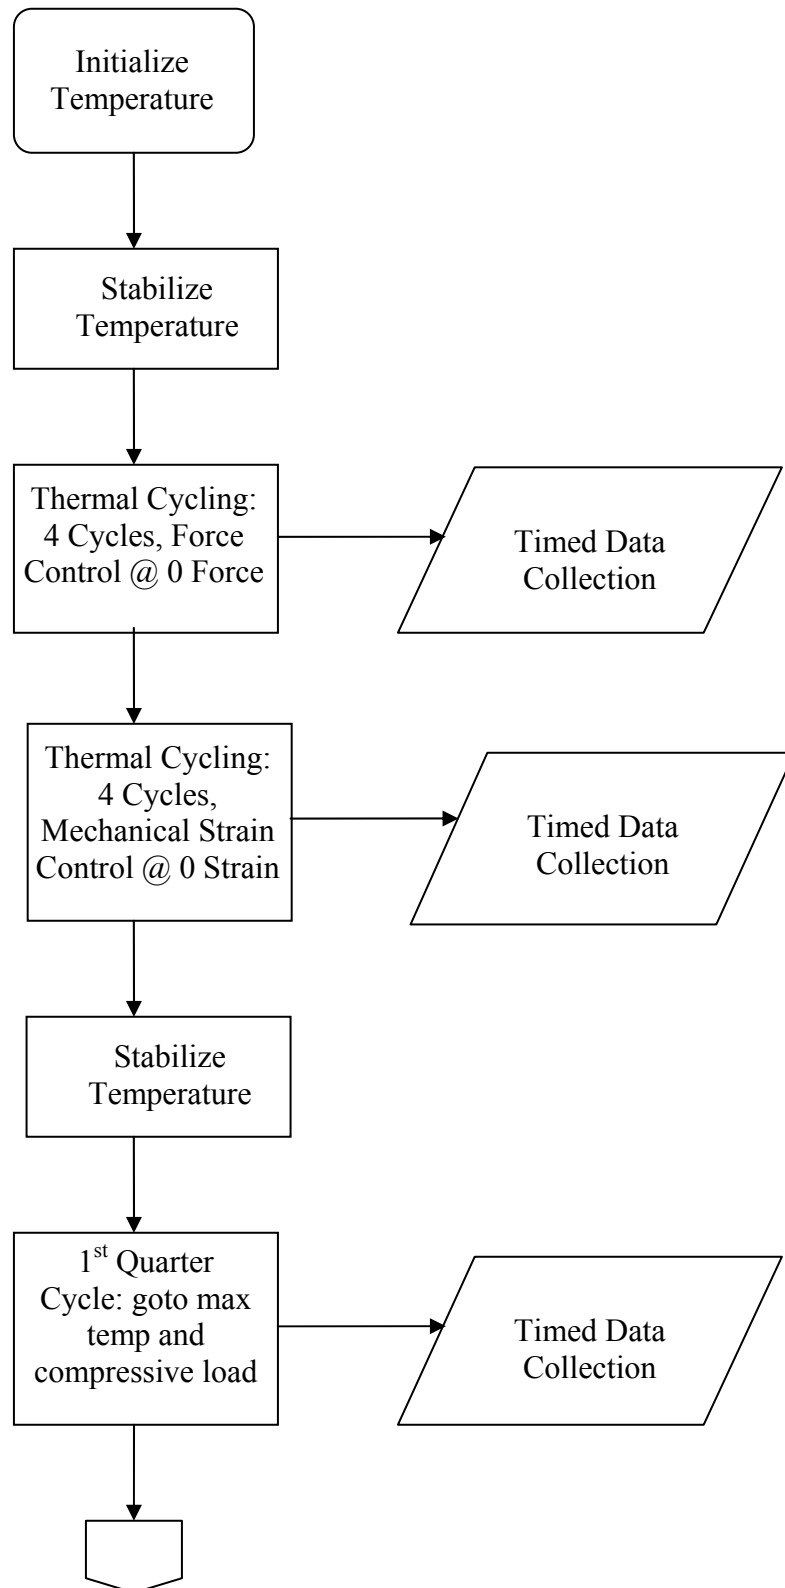 Initialize
Temperature
Stabilize
Temperature
Thermal Cycling:
4 Cycles, Force
Control @ 0 Force
Timed Data
Collection
Thermal Cycling:
4 Cycles,
Mechanical Strain
Control @ 0 Strain
Timed Data
Collection
Stabilize
Temperature
1st Quarter
Cycle: goto max
temp and
compressive load
Timed Data
Collection